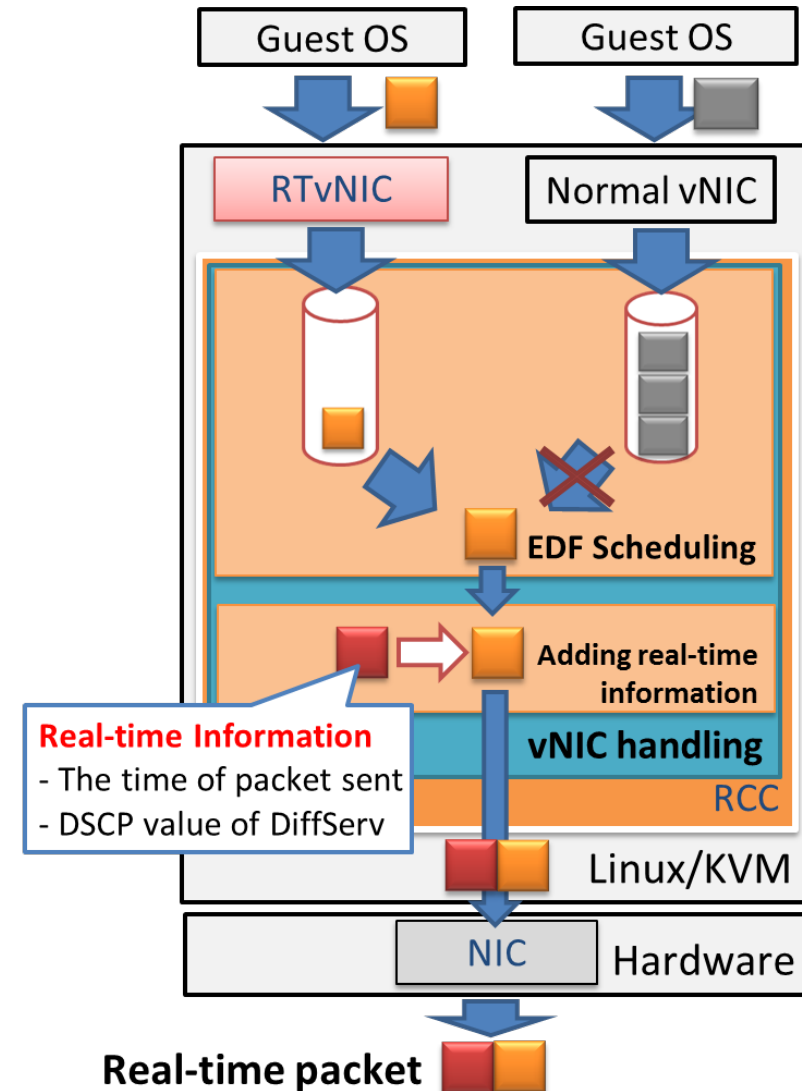 Guest OS
Guest OS
RTvNIC
Normal vNIC
EDF Scheduling
Adding real-time
information
Real-time Information
- The time of packet sent
- DSCP value of DiffServ
vNIC handling
RCC
Linux/KVM
NIC
Hardware
Real-time packet